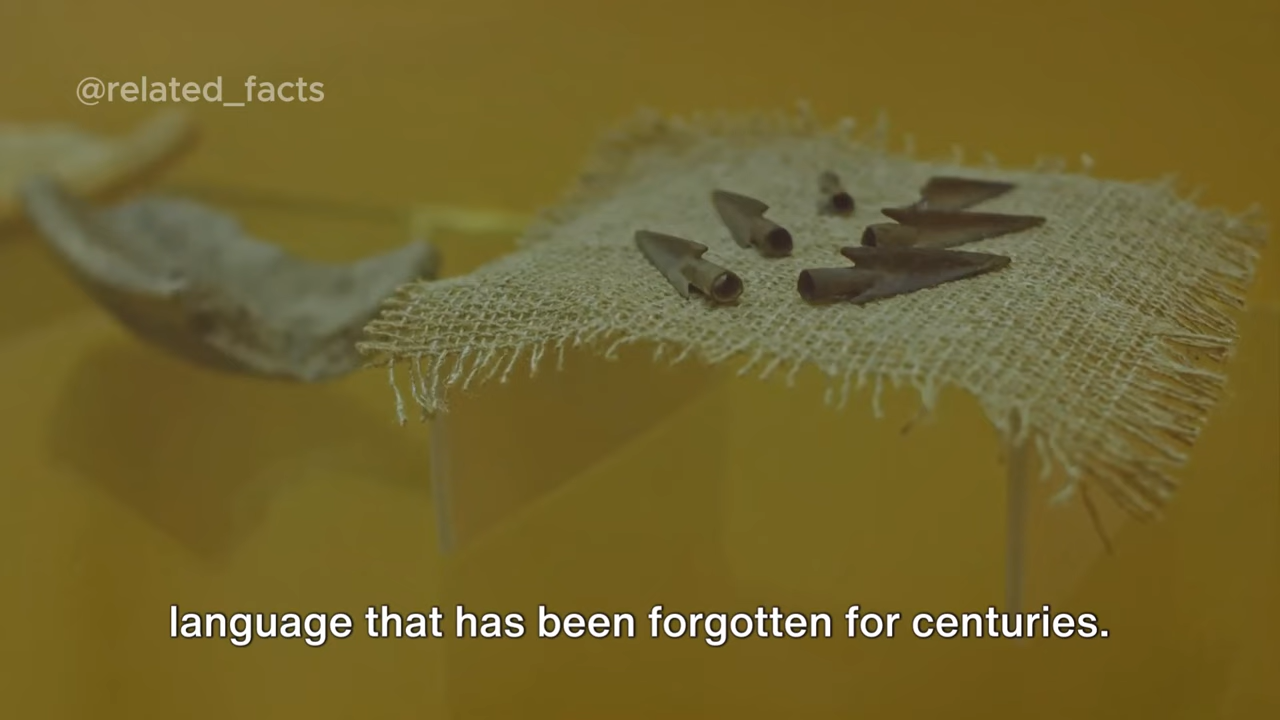 @related_facts
language that has been forgotten for centuries.